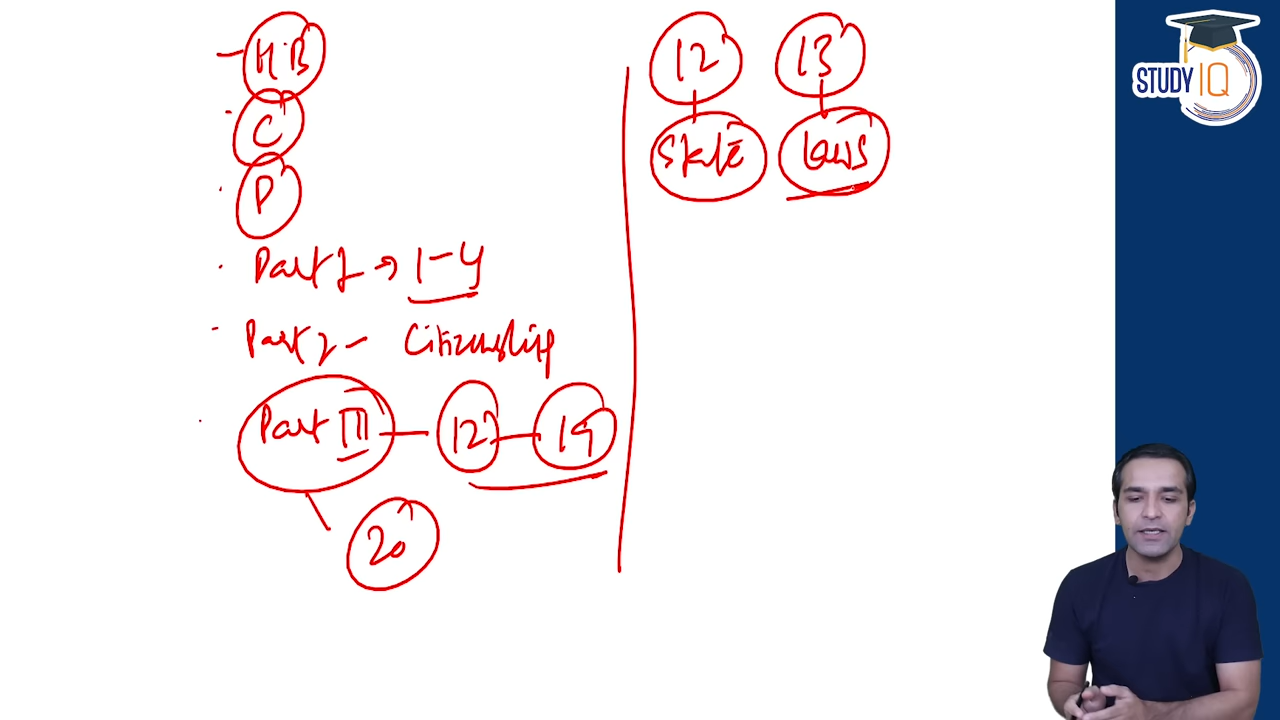 - H.B
· C
· P
· Part 1 → 1-4
- Part 2 - Citizenship
· Part III - 12 - 19
20
12 13
State laws
STUDY IQ